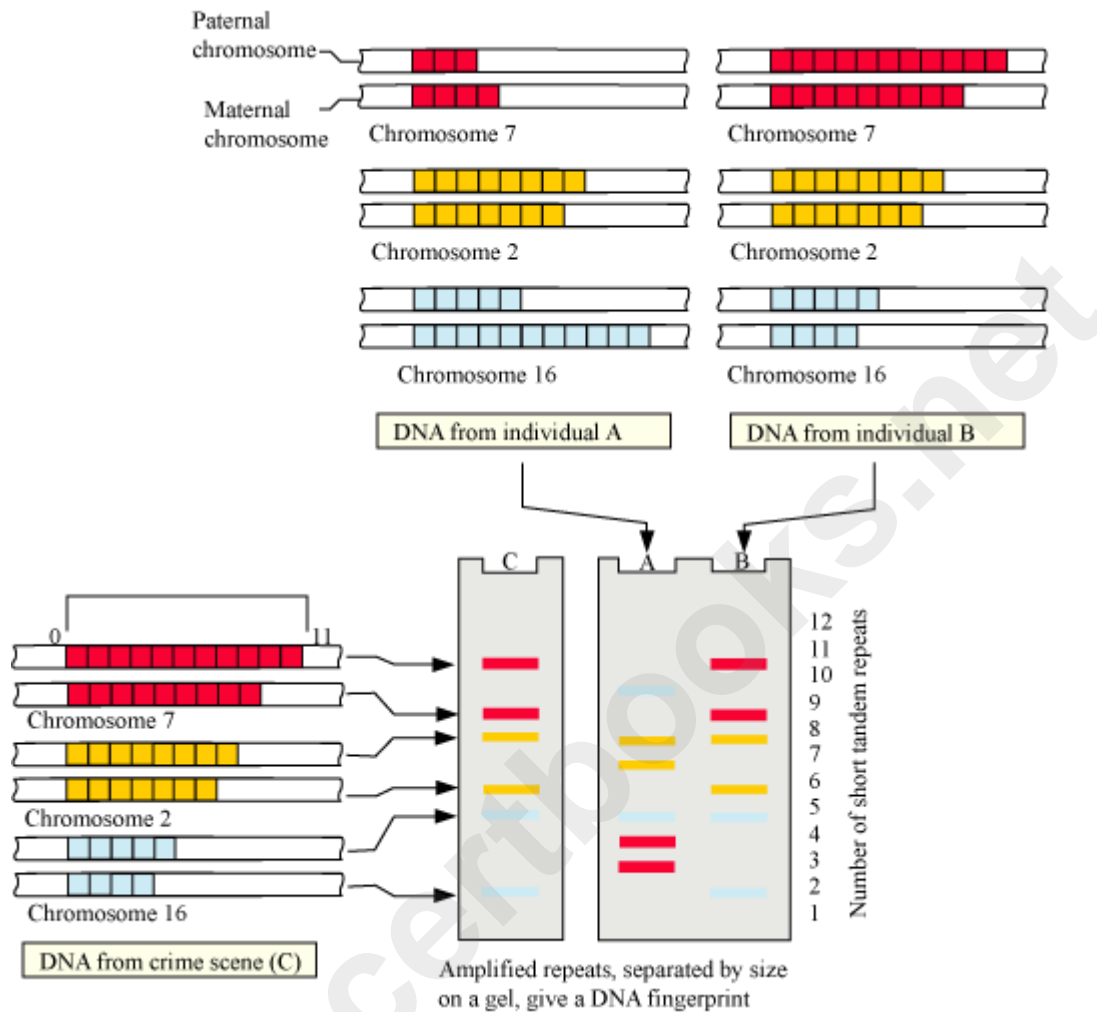 Paternal
chromosome
Maternal
chromosome
Chromosome 7
Chromosome 7
Chromosome 2
Chromosome 2
Chromosome 16
Chromosome 16
DNA from individual A
DNA from individual B
C
A
B
0
11
Chromosome 7
Chromosome 2
Chromosome 16
DNA from crime scene (C)
12
11
10
9
8
7
6
5
4
3
2
1
Number of short tandem repeats
Amplified repeats, separated by size
on a gel, give a DNA fingerprint
certbooks.net